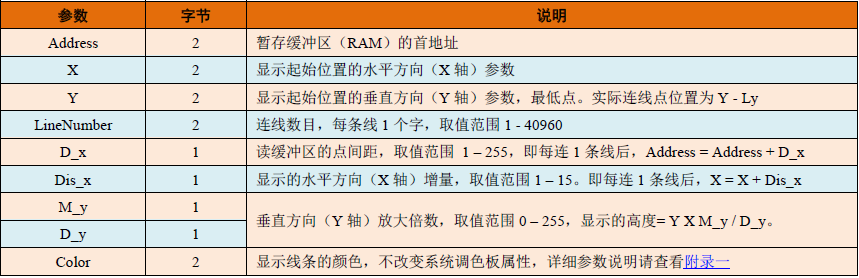 参数 字节 说明
Address 2 暂存缓冲区（RAM）的首地址
X 2 显示起始位置的水平方向（X 轴）参数
Y 2 显示起始位置的垂直方向（Y 轴）参数，最低点。实际连线点位置为 Y - Ly
LineNumber 2 连线数目，每条线 1 个字，取值范围 1 - 40960
D_x 1 读缓冲区的点间距，取值范围 1 – 255，即每连 1 条线后，Address = Address + D_x
Dis_x 1 显示的水平方向（X 轴）增量，取值范围 1 – 15。即每连 1 条线后，X = X + Dis_x
M_y 1 垂直方向（Y 轴）放大倍数，取值范围 0 – 255，显示的高度= Y X M_y / D_y。
D_y 1
Color 2 显示线条的颜色，不改变系统调色板属性，详细参数说明请查看附录一